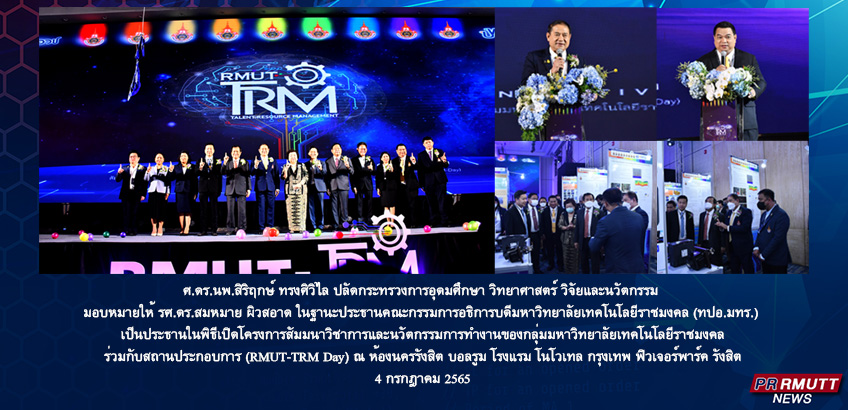 RMUT
TRM
TALENT RESOURCE MANAGEMENT
RMUT-TRM
ศ.ดร.นพ.สิริฤกษ์ ทรงศิวิไล ปลัดกระทรวงการอุดมศึกษา วิทยาศาสตร์ วิจัยและนวัตกรรม
มอบหมายให้ รศ.ดร.สมหมาย ผิวสอาด ในฐานะประธานคณะกรรมการอธิการบดีมหาวิทยาลัยเทคโนโลยีราชมงคล (ทปอ.มทร.)
เป็นประธานในพิธีเปิดโครงการสัมมนาวิชาการและนวัตกรรมการทำงานของกลุ่มมหาวิทยาลัยเทคโนโลยีราชมงคล
ร่วมกับสถานประกอบการ (RMUT-TRM Day) ณ ห้องนครรังสิต บอลรูม โรงแรม โนโวเทล กรุงเทพ ฟิวเจอร์พาร์ค รังสิต
4 กรกฎาคม 2565
PR RMUTT
NEWS